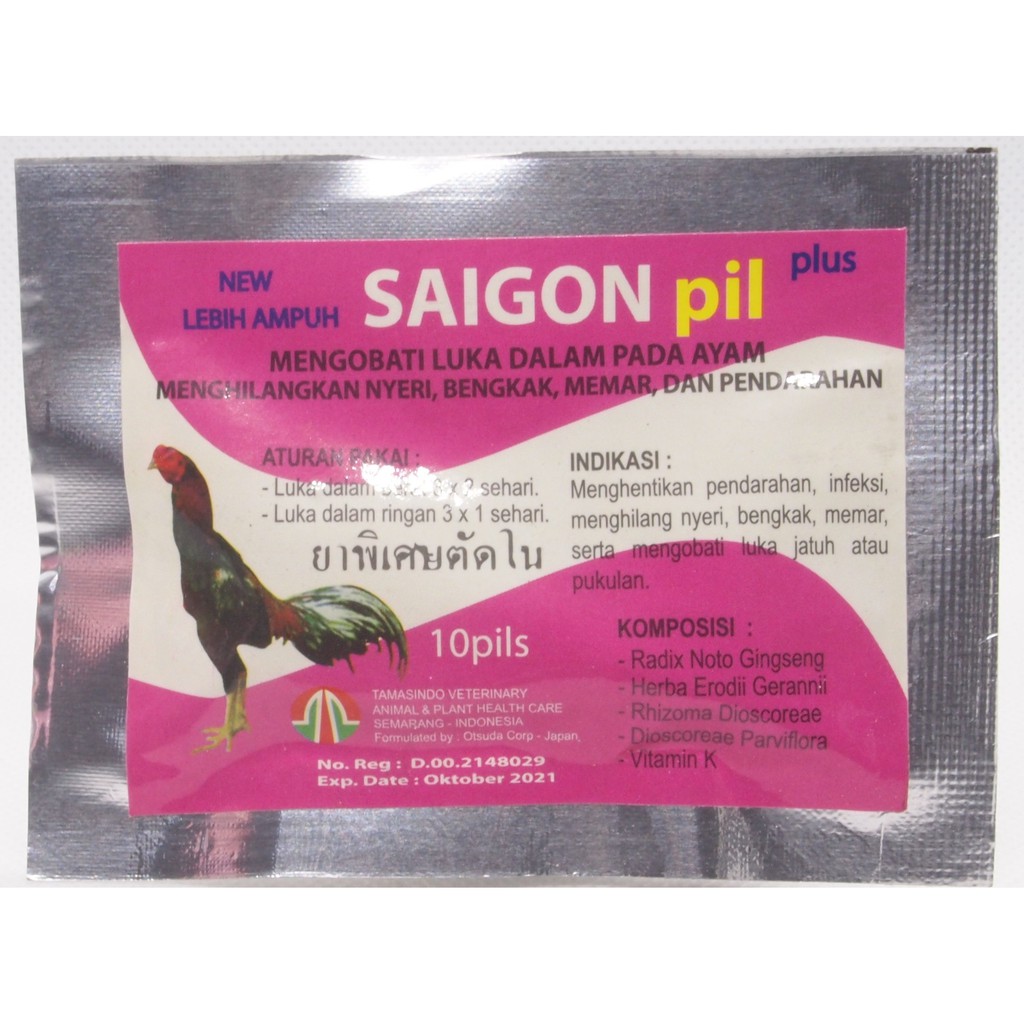 NEW
LEBIH AMPUH
SAIGON pil plus
MENGOBATI LUKA DALAM PADA AYAM
MENGHILANGKAN NYERI, BENGKAK, MEMAR, DAN PENDARAHAN
ATURAN PAKAI :
- Luka dalam x 2 sehari.
- Luka dalam ringan 3 x 1 sehari.
ยาพิเศษตัดใน
INDIKASI :
Menghentikan pendarahan, infeksi,
menghilang nyeri, bengkak, memar,
serta mengobati luka jatuh atau
pukulan.
10pils
KOMPOSISI :
- Radix Noto Gingseng
- Herba Erodii Gerannii
- Rhizoma Dioscoreae
- Dioscoreae Parviflora
- Vitamin K
TAMASINDO VETERINARY
ANIMAL & PLANT HEALTH CARE
SEMARANG - INDONESIA
Formulated by . Otsuda Corp - Japan,
No. Reg : D.00.2148029
Exp. Date : Oktober 2021